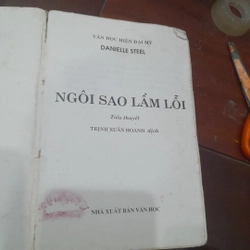 VĂN HỌC HIỆN ĐẠI MỸ
DANIELLE STEEL
NGÔI SAO LẦM LỖI
Tiểu thuyết
TRỊNH XUÂN HOÀNH dịch
NHÀ XUẤT BẢN VĂN HỌC